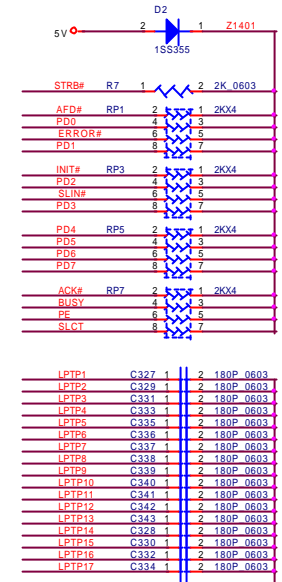 D2
5V 2 1 Z1401
1SS355
STRB# R7 1 2 2K_0603
AFD# RP1 2 1 2KX4
PD0 4 3
ERROR# 6 5
PD1 8 7
INIT# RP3 2 1 2KX4
PD2 4 3
SLIN# 6 5
PD3 8 7
PD4 RP5 2 1 2KX4
PD5 4 3
PD6 6 5
PD7 8 7
ACK# RP7 2 1 2KX4
BUSY 4 3
PE 6 5
SLCT 8 7
LPTP1 C327 1 2 180P_0603
LPTP2 C329 1 2 180P_0603
LPTP3 C331 1 2 180P_0603
LPTP4 C333 1 2 180P_0603
LPTP5 C335 1 2 180P_0603
LPTP6 C336 1 2 180P_0603
LPTP7 C337 1 2 180P_0603
LPTP8 C338 1 2 180P_0603
LPTP9 C339 1 2 180P_0603
LPTP10 C340 1 2 180P_0603
LPTP11 C341 1 2 180P_0603
LPTP12 C342 1 2 180P_0603
LPTP13 C343 1 2 180P_0603
LPTP14 C328 1 2 180P_0603
LPTP15 C330 1 2 180P_0603
LPTP16 C332 1 2 180P_0603
LPTP17 C334 1 2 180P_0603